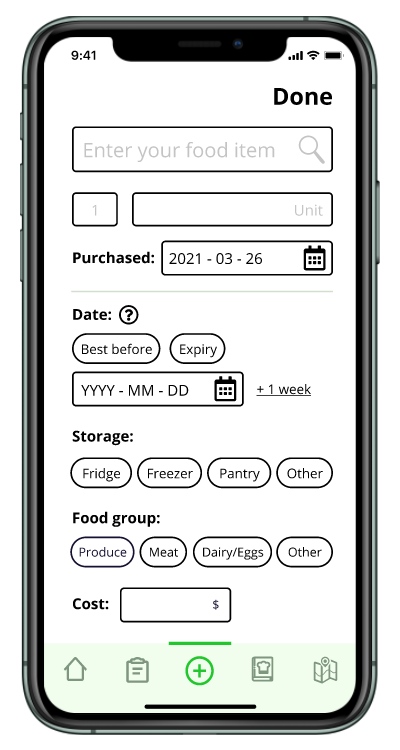 9:41
Done
Enter your food item
1 Unit
Purchased: 2021 - 03 - 26
Date: ?
Best before Expiry
YYYY - MM - DD + 1 week
Storage:
Fridge Freezer Pantry Other
Food group:
Produce Meat Dairy/Eggs Other
Cost: $